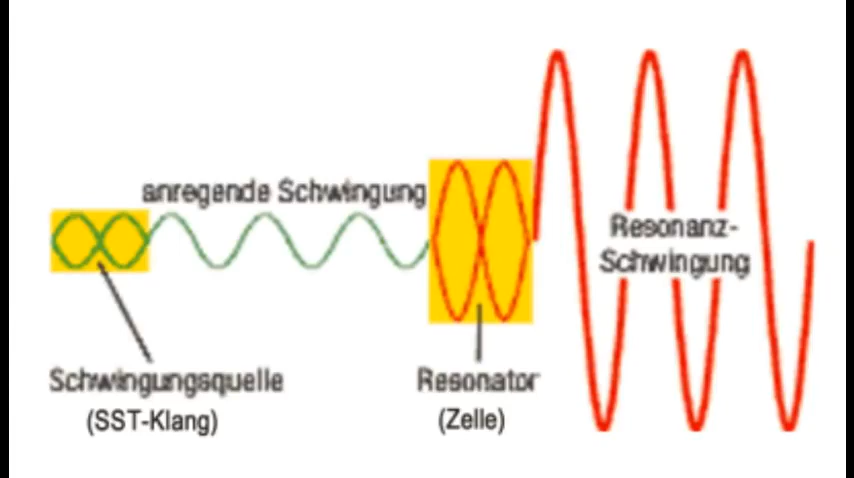 anregende Schwingung
Resonanz-
Schwingung
Schwingungsquelle
(SST-Klang)
Resonator
(Zelle)